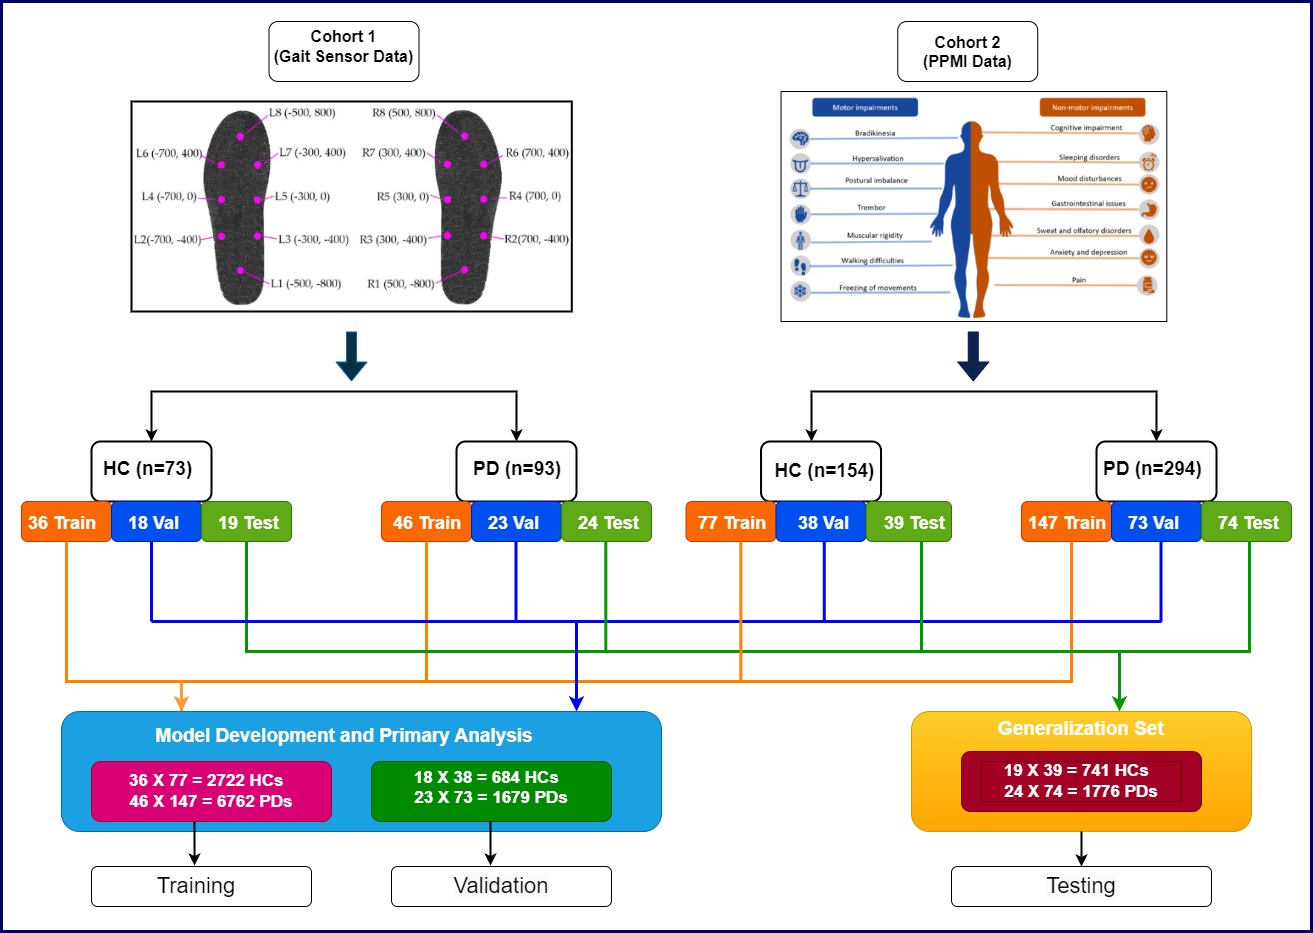 Cohort 1
(Gait Sensor Data)
Cohort 2
(PPMI Data)
L8 (-500, 800)
L6 (-700, 400)
L7 (-300, 400)
L4 (-700, 0)
L5 (-300, 0)
L2(-700, -400)
L3 (-300, -400)
L1 (-500, -800)
R8 (500, 800)
R7 (300, 400)
R6 (700, 400)
R5 (300, 0)
R4 (700, 0)
R3 (300, -400)
R2(700, -400)
R1 (500, -800)
Motor impairments
Bradikinesia
Hypersalivation
Postural imbalance
Trembor
Muscular rigidity
Walking difficulties
Freezing of movements
Non-motor impairments
Cognitive impairment
Sleeping disorders
Mood disturbances
Gastrointestinal issues
Sweat and olfatory disorders
Anxiety and depression
Pain
HC (n=73)
36 Train
18 Val
19 Test
PD (n=93)
46 Train
23 Val
24 Test
HC (n=154)
77 Train
38 Val
39 Test
PD (n=294)
147 Train
73 Val
74 Test
Model Development and Primary Analysis
36 X 77 = 2722 HCs
46 X 147 = 6762 PDs
18 X 38 = 684 HCs
23 X 73 = 1679 PDs
Generalization Set
19 X 39 = 741 HCs
24 X 74 = 1776 PDs
Training
Validation
Testing